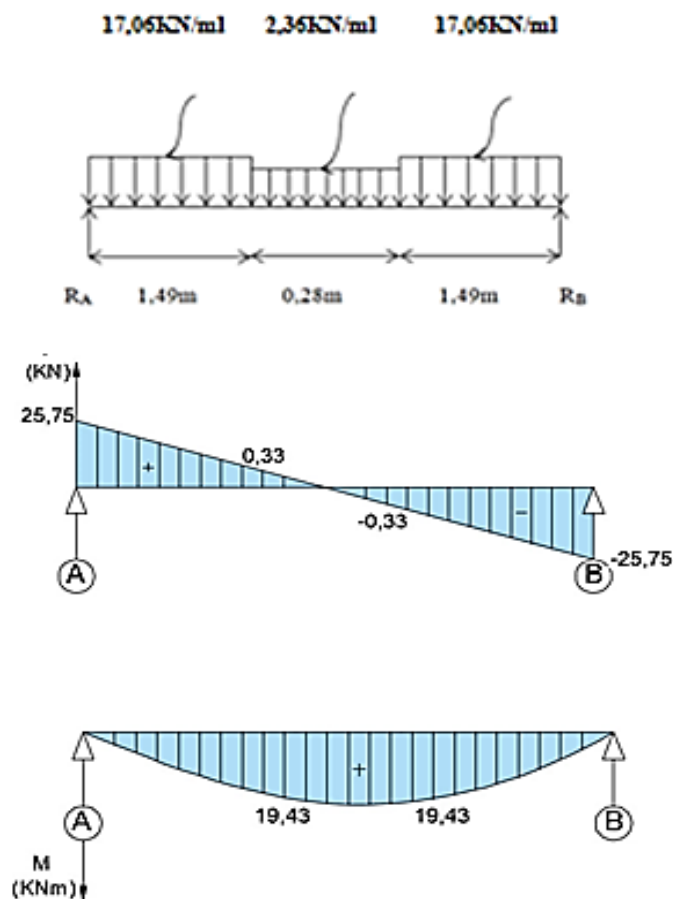 17,06KN/ml 2,36KN/ml 17,06KN/ml
RA 1,49m 0,28m 1,49m RB
(KN)
25,75
0,33
+
-0,33
−
-25,75
A B
+
19,43 19,43
A B
M
(KNm)